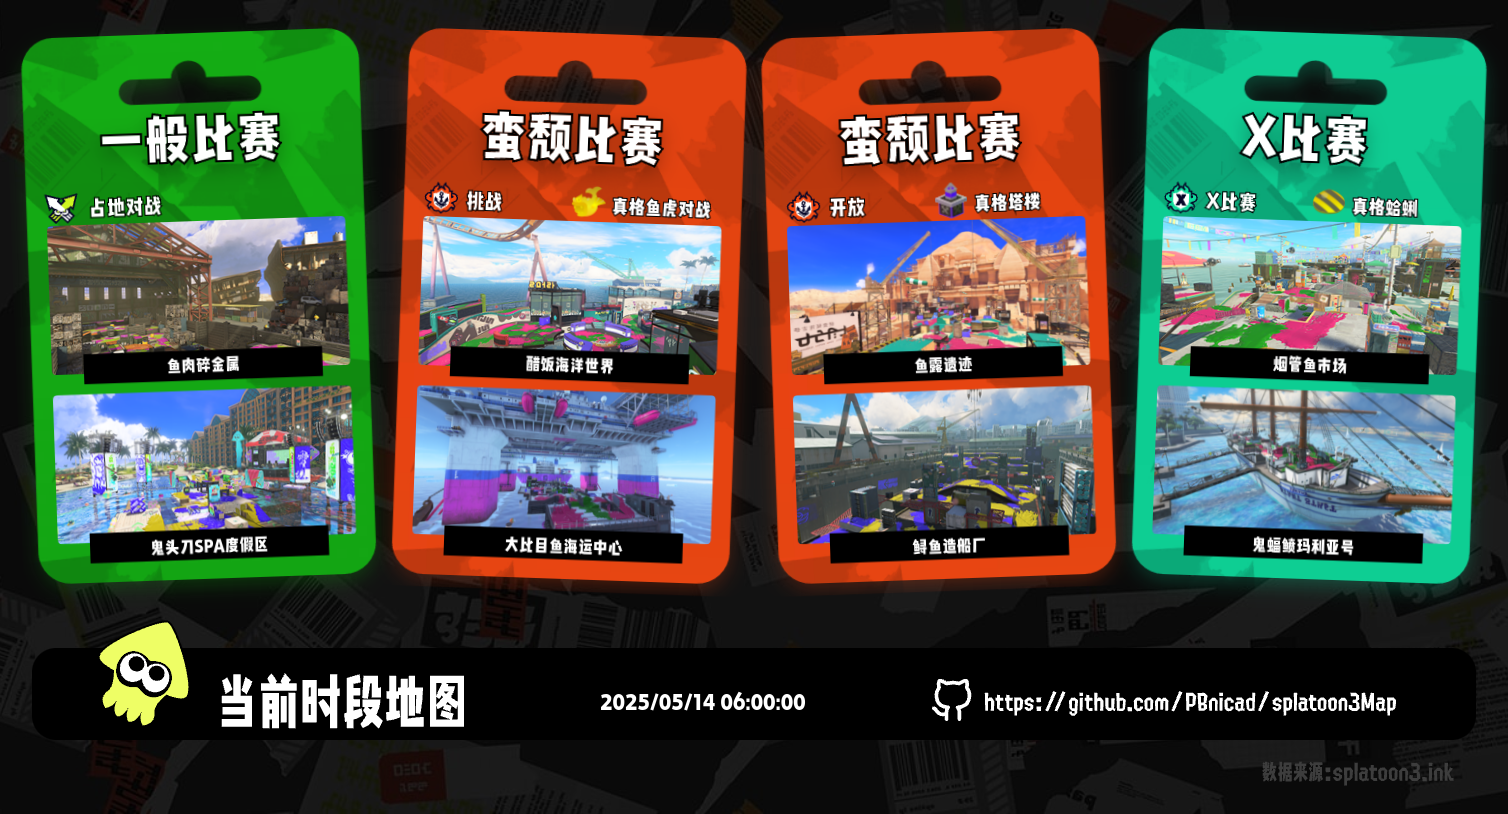 一般比赛
占地对战
鱼肉碎金属
鬼头刀SPA度假区
蛮颓比赛
挑战
真格鱼虎对战
醋饭海洋世界
大比目鱼海运中心
蛮颓比赛
开放
真格塔楼
鱼露遗迹
鲟鱼造船厂
X比赛
X比赛
真格蛤蜊
烟管鱼市场
鬼蝠鲼玛利亚号
当前时段地图
2025/05/14 06:00:00
https://github.com/PBnicad/splatoon3Map
数据来源:splatoon3.ink